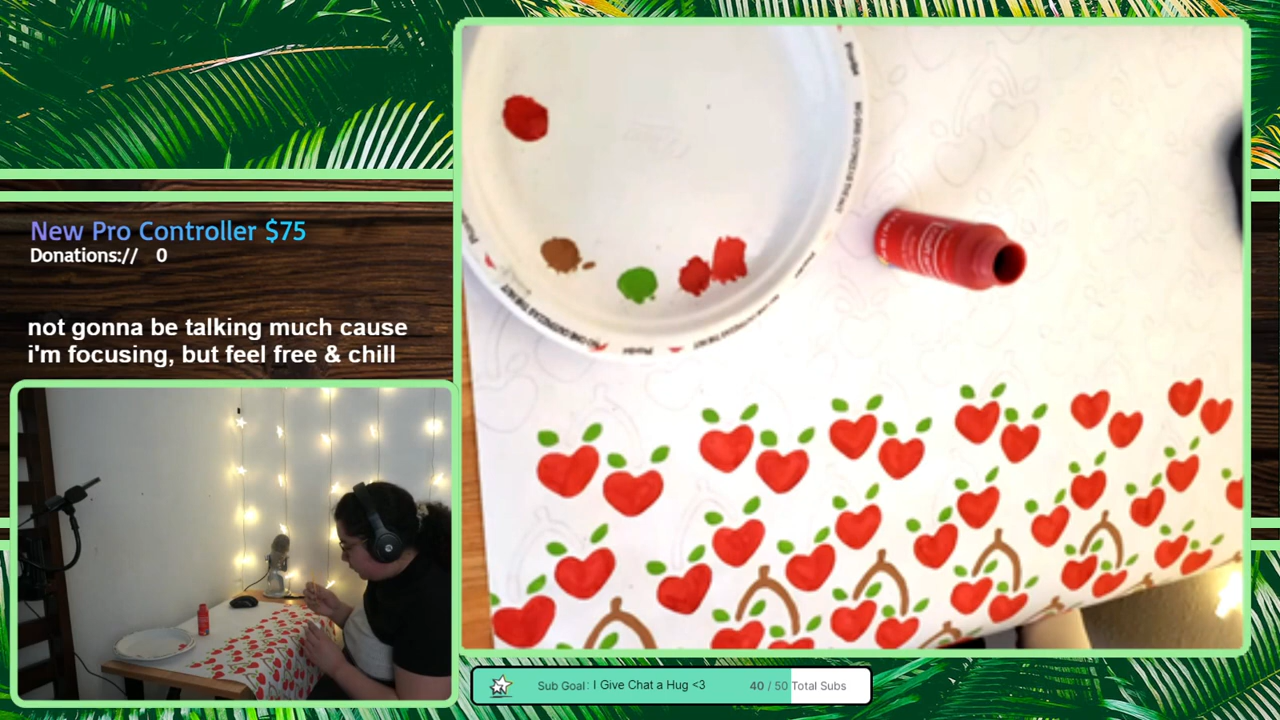 New Pro Controller $75
Donations:// 0
not gonna be talking much cause
i'm focusing, but feel free & chill
Sub Goal: I Give Chat a Hug <3 40 / 50 Total Subs